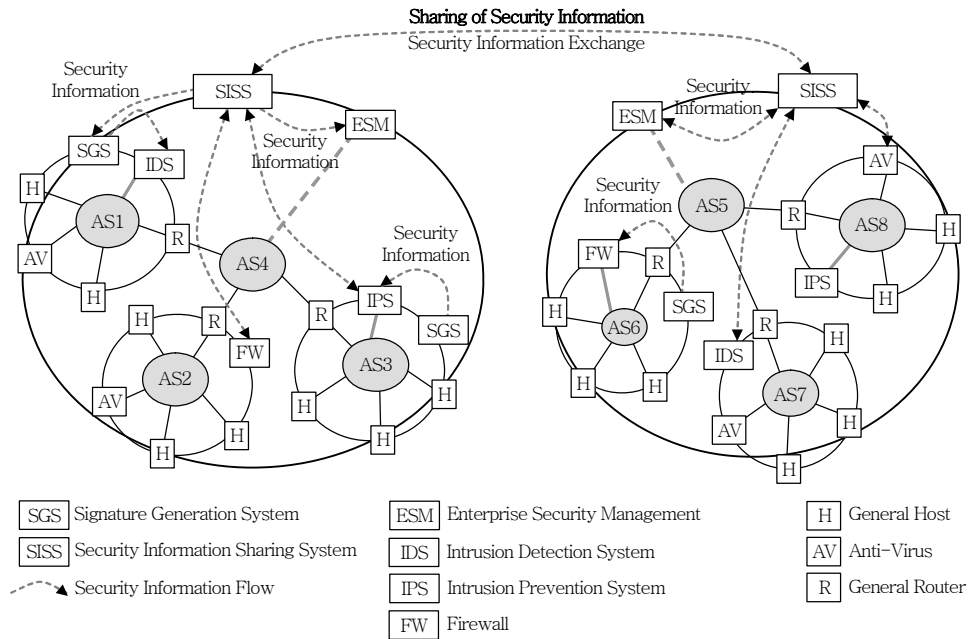 Sharing of Security Information
Security Information Exchange
Security
Information
SISS
SISS
Security
Information
ESM
ESM
SGS
IDS
Security
Information
AV
H
AS1
R
AV
H
Security
Information
AS4
Security
Information
IPS
SGS
H
R
FW
R
AS2
AV
H
H
AS3
H
H
H
AS5
R
AS8
H
IPS
H
Security
Information
FW
R
SGS
H
AS6
H
H
R
IDS
H
AS7
H
AV
H
SGS Signature Generation System
SISS Security Information Sharing System
Security Information Flow
ESM Enterprise Security Management
IDS Intrusion Detection System
IPS Intrusion Prevention System
FW Firewall
H General Host
AV Anti-Virus
R General Router